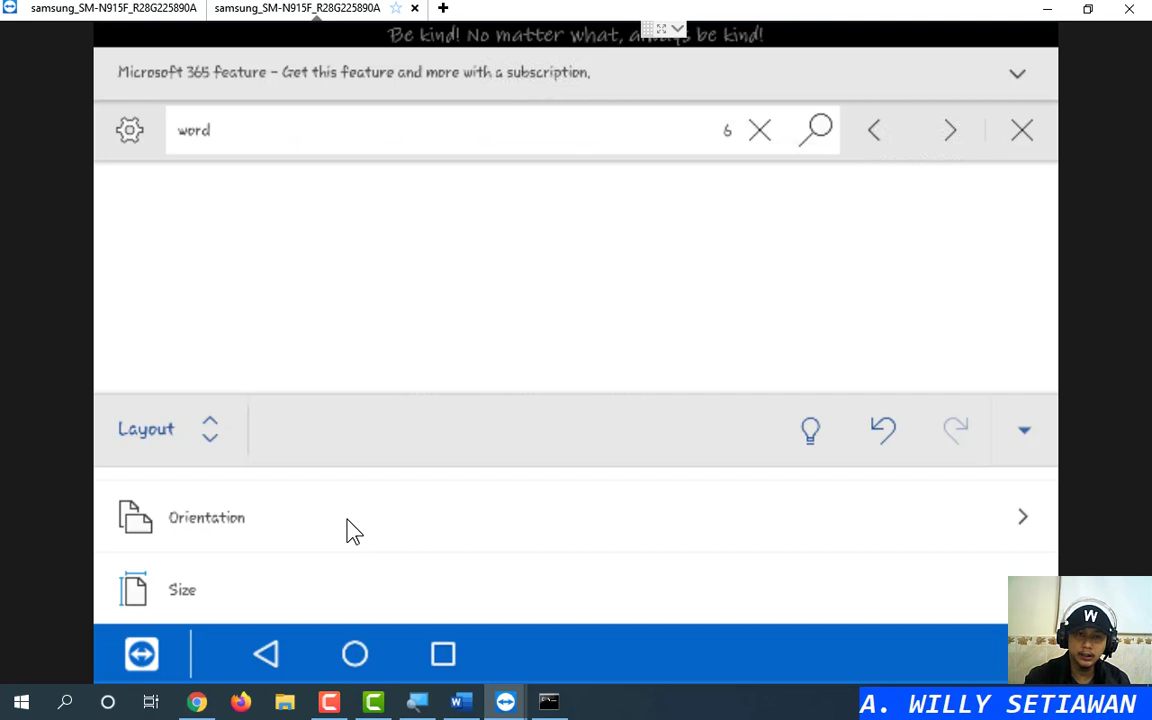 samsung_SM-N915F_R28G225890A
samsung_SM-N915F_R28G225890A
Be kind! No matter what, always be kind!
Microsoft 365 feature - Get this feature and more with a subscription.
word
6
Layout
Orientation
Size
W
A. WILLY SETIAWAN